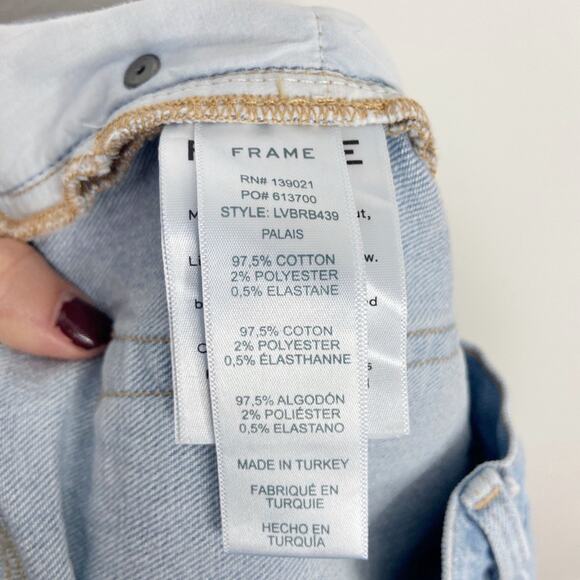 FRAME
RN# 139021
PO# 613700
STYLE: LVBRB439
PALAIS
97,5% COTTON
2% POLYESTER
0,5% ELASTANE
97,5% COTON
2% POLYESTER
0,5% ÉLASTHANNE
97,5% ALGODÓN
2% POLIÉSTER
0,5% ELASTANO
MADE IN TURKEY
FABRIQUÉ EN
TURQUIE
HECHO EN
TURQUÍA